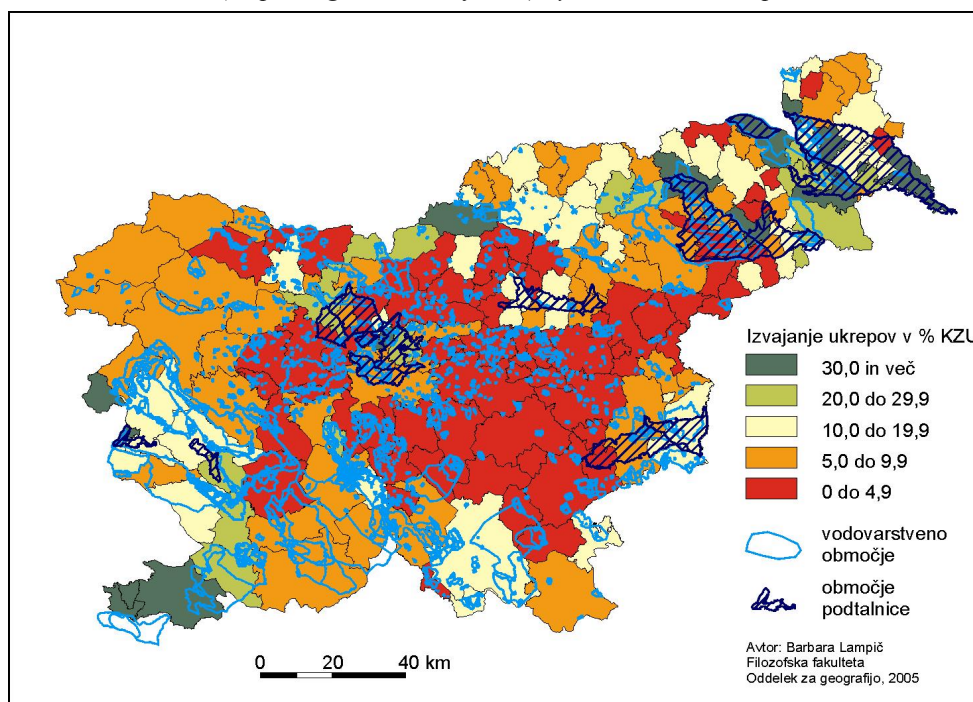 Izvajanje ukrepov v % KZU
30,0 in več
20,0 do 29,9
10,0 do 19,9
5,0 do 9,9
0 do 4,9
vodovarstveno
območje
območje
podtalnice
Avtor: Barbara Lampič
Filozofska fakulteta
Oddelek za geografijo, 2005
0 20 40 km